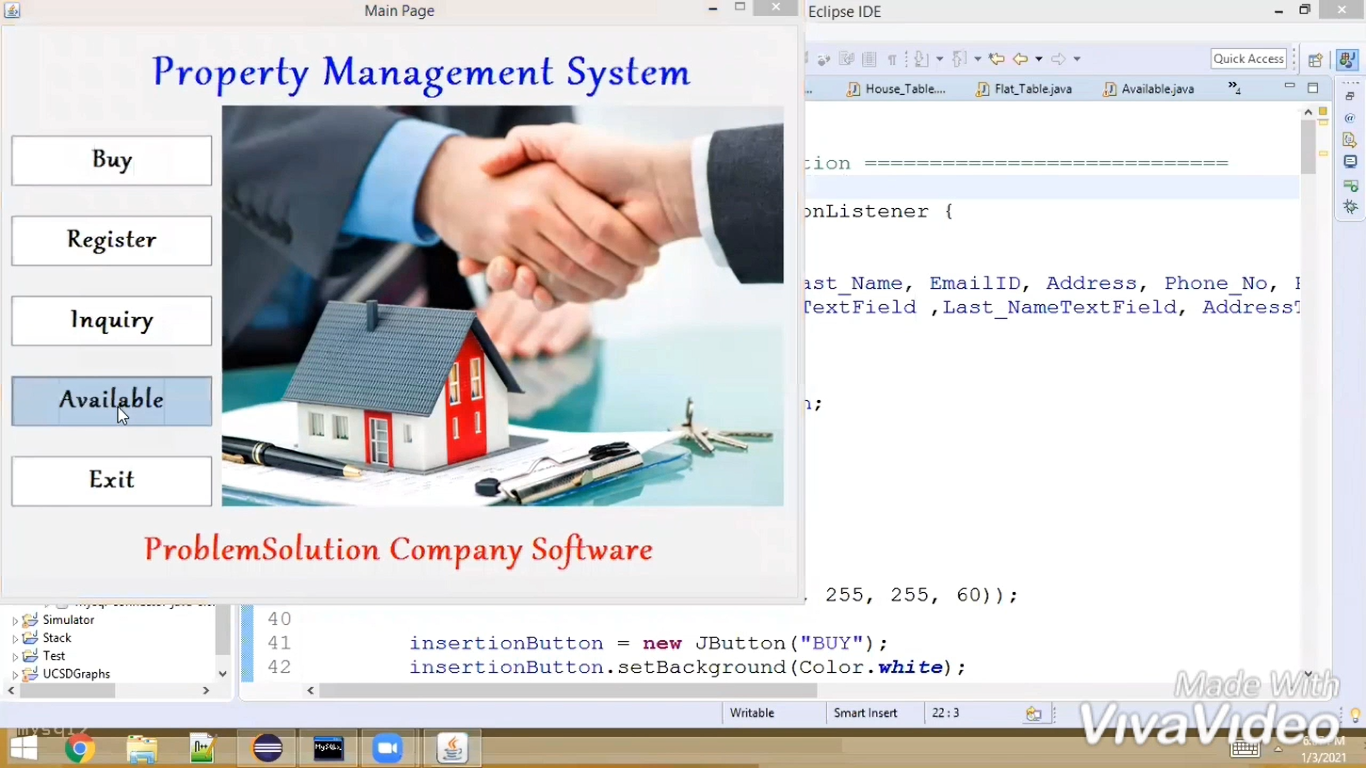 Main Page
Eclipse IDE
Property Management System
Quick Access
House_Table....
Flat_Table.java
Available.java
Buy
Register
Inquiry
Available
Exit
ProblemSolution Company Software
tion ============================
onListener {
ast_Name, EmailID, Address, Phone_No,
TextField ,Last_NameTextField,
;
255, 255, 60));
40
41 insertionButton = new JButton("BUY");
42 insertionButton.setBackground(Color.white);
Simulator
Stack
Test
UCSDGraphs
Writable
Smart Insert
22 : 3
Made With
VivaVideo
1/3/2021